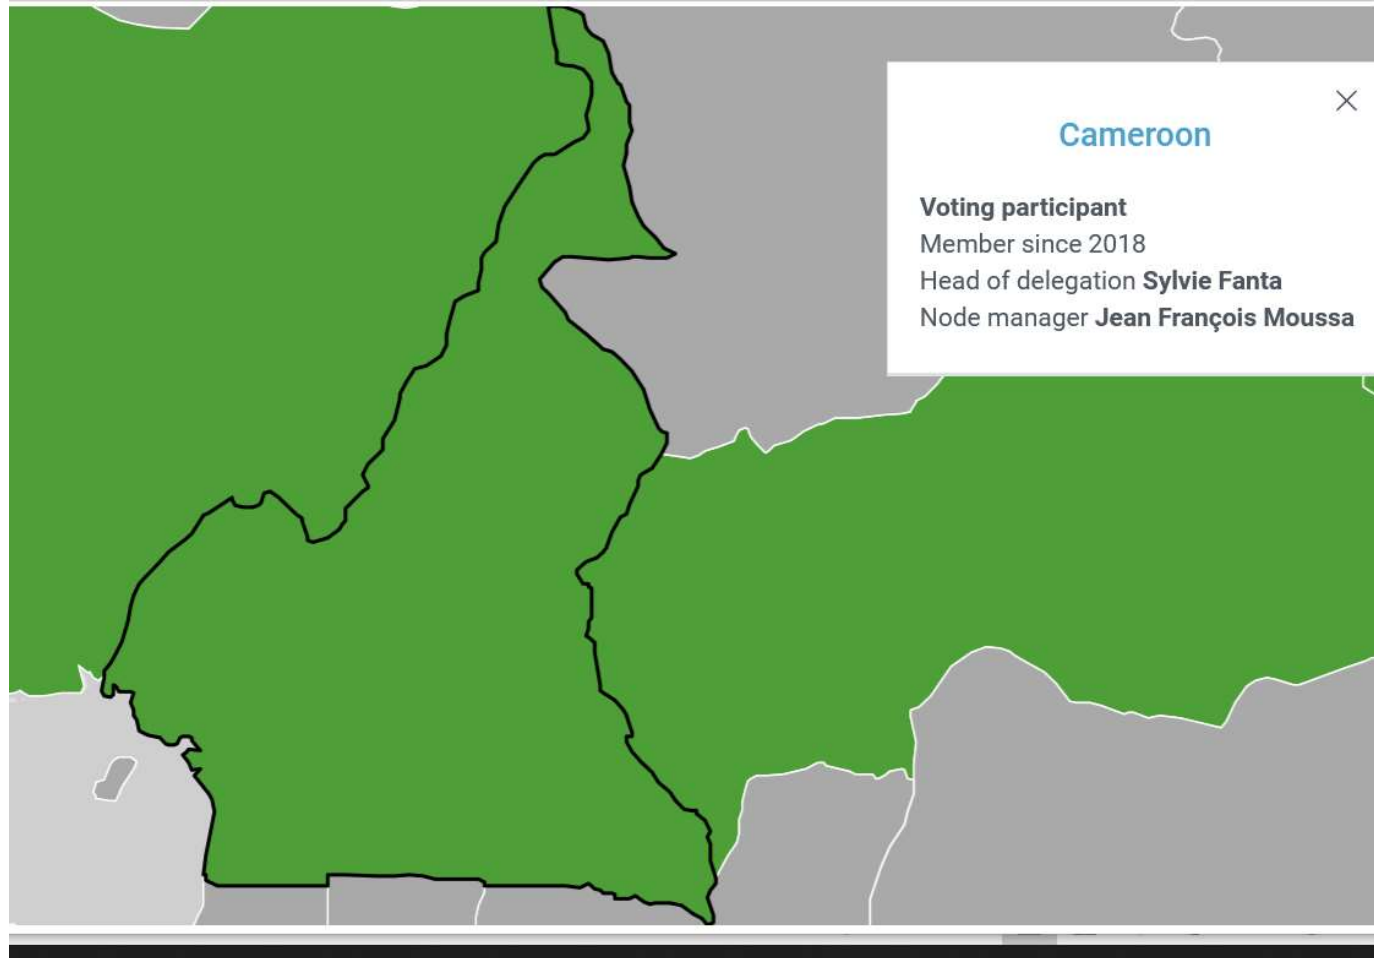 Cameroon
Voting participant
Member since 2018
Head of delegation Sylvie Fanta
Node manager Jean François Moussa